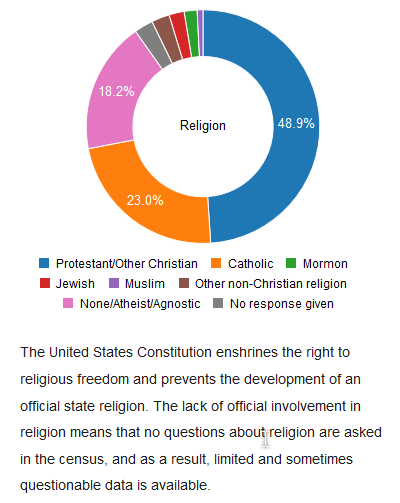 18.2%
48.9%
Religion
23.0%
Protestant/Other Christian Catholic Mormon
Jewish Muslim Other non-Christian religion
None/Atheist/Agnostic No response given
The United States Constitution enshrines the right to
religious freedom and prevents the development of an
official state religion. The lack of official involvement in
religion means that no questions about religion are asked
in the census, and as a result, limited and sometimes
questionable data is available.